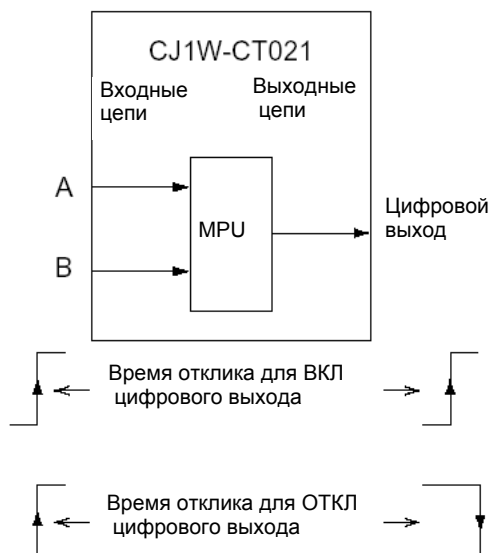 CJ1W-CT021
Входные
цепи
Выходные
цепи
A
B
MPU
Цифровой
выход
Время отклика для ВКЛ
цифрового выхода
Время отклика для ОТКЛ
цифрового выхода